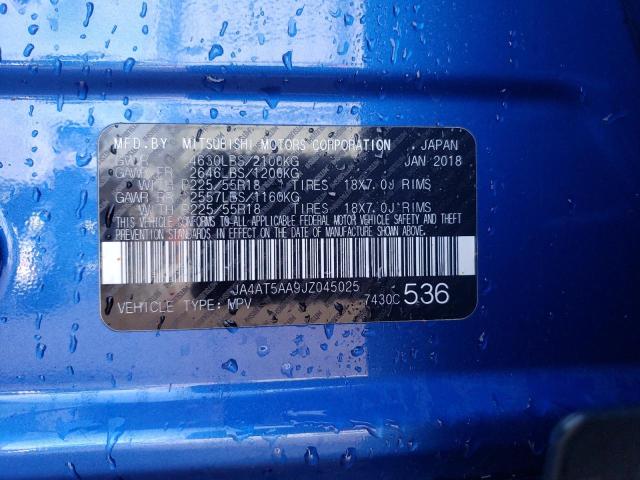 MFD.BY MITSUBISHI MOTORS CORPORATION , JAPAN
GVWR 4630LBS/2100KG JAN 2018
GAWR FR 2646LBS/1200KG
WITH P225/55R18 TIRES 18X7.0J RIMS
GAWR RR 2557LBS/1160KG
WITH P225/55R18 TIRES 18X7.0J RIMS
THIS VEHICLE CONFORMS TO ALL APPLICABLE FEDERAL MOTOR VEHICLE SAFETY AND THEFT
PREVENTION STANDARDS IN EFFECT ON THE DATE OF MANUFACTURE SHOWN ABOVE.
JA4AT5AA9JZ045025
VEHICLE TYPE: MPV 7430C 536